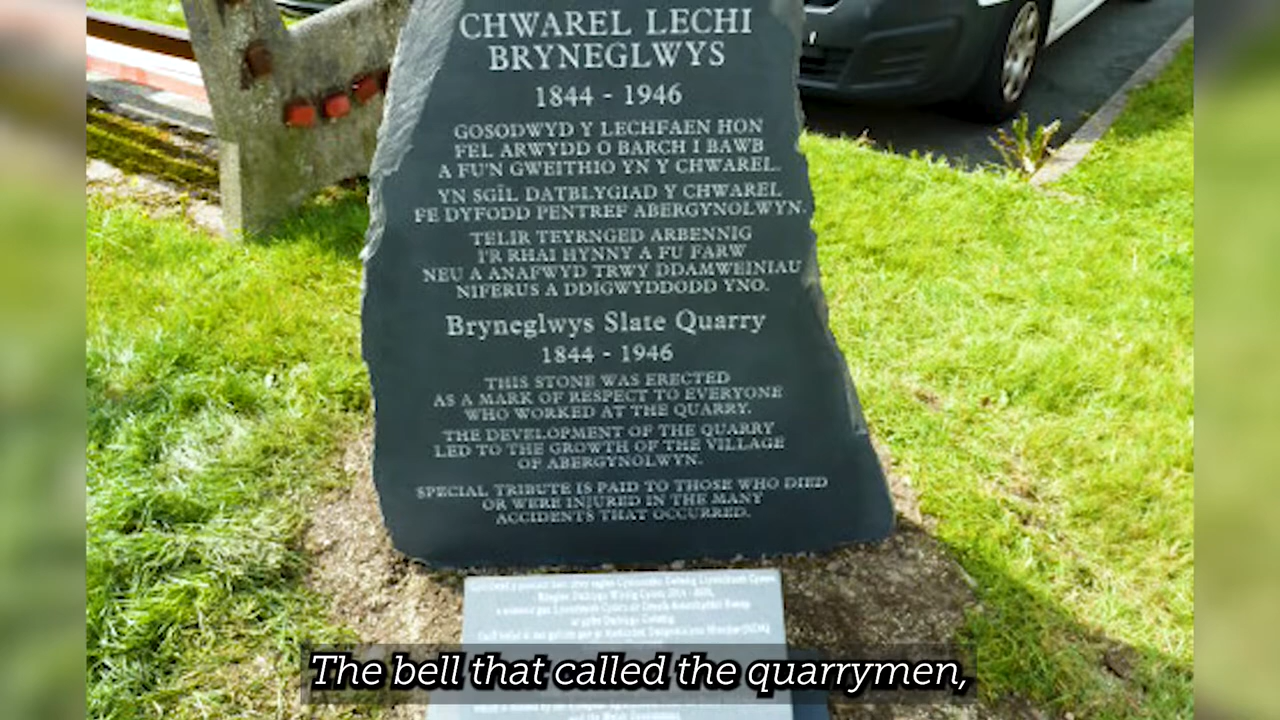 CHWAREL LECHI
BRYNEGLWYS
1844 - 1946
GOSODWYD Y LECHFAEN HON
FEL ARWYDD O BARCH I BAWB
A FU'N GWEITHIO YN Y CHWAREL.
YN SGÎL DATBLYGIAD Y CHWAREL
FE DYFODD PENTREF ABERGYNOLWYN.
TELIR TEYRNGED ARBENNIG
I'R RHAI HYNNY A FU FARW
NEU A ANAFWYD TRWY DDAMWEINIAU
NIFERUS A DDIGWYDDODD YNO.
Bryneglwys Slate Quarry
1844 - 1946
THIS STONE WAS ERECTED
AS A MARK OF RESPECT TO EVERYONE
WHO WORKED AT THE QUARRY.
THE DEVELOPMENT OF THE QUARRY
LED TO THE GROWTH OF THE VILLAGE
OF ABERGYNOLWYN.
SPECIAL TRIBUTE IS PAID TO THOSE WHO DIED
OR WERE INJURED IN THE MANY
ACCIDENTS THAT OCCURRED.
The bell that called the quarrymen,